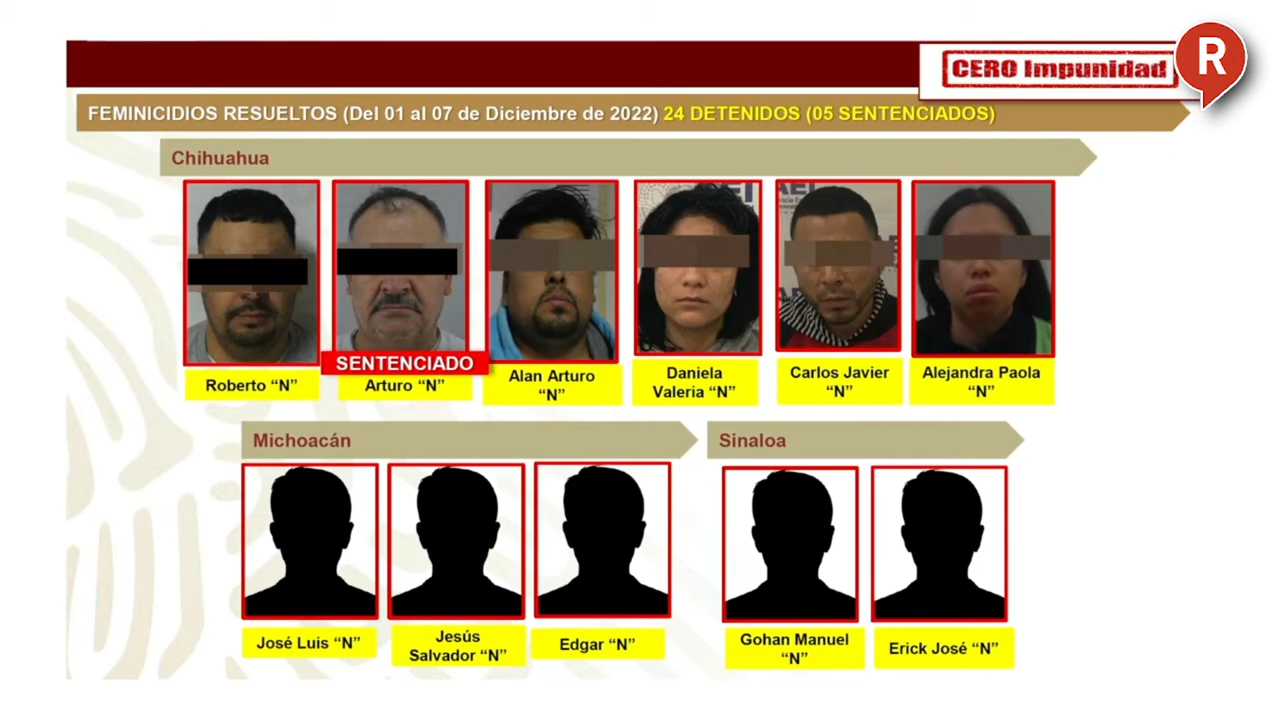 R
CERO Impunidad
FEMINICIDIOS RESUELTOS (Del 01 al 07 de Diciembre de 2022) 24 DETENIDOS (05 SENTENCIADOS)
Chihuahua
SENTENCIADO
Roberto “N”
Arturo “N”
Alan Arturo
“N”
Daniela
Valeria “N”
Carlos Javier
“N”
Alejandra Paola
“N”
Michoacán
Sinaloa
José Luis “N”
Jesús
Salvador “N”
Edgar “N”
Gohan Manuel
“N”
Erick José “N”